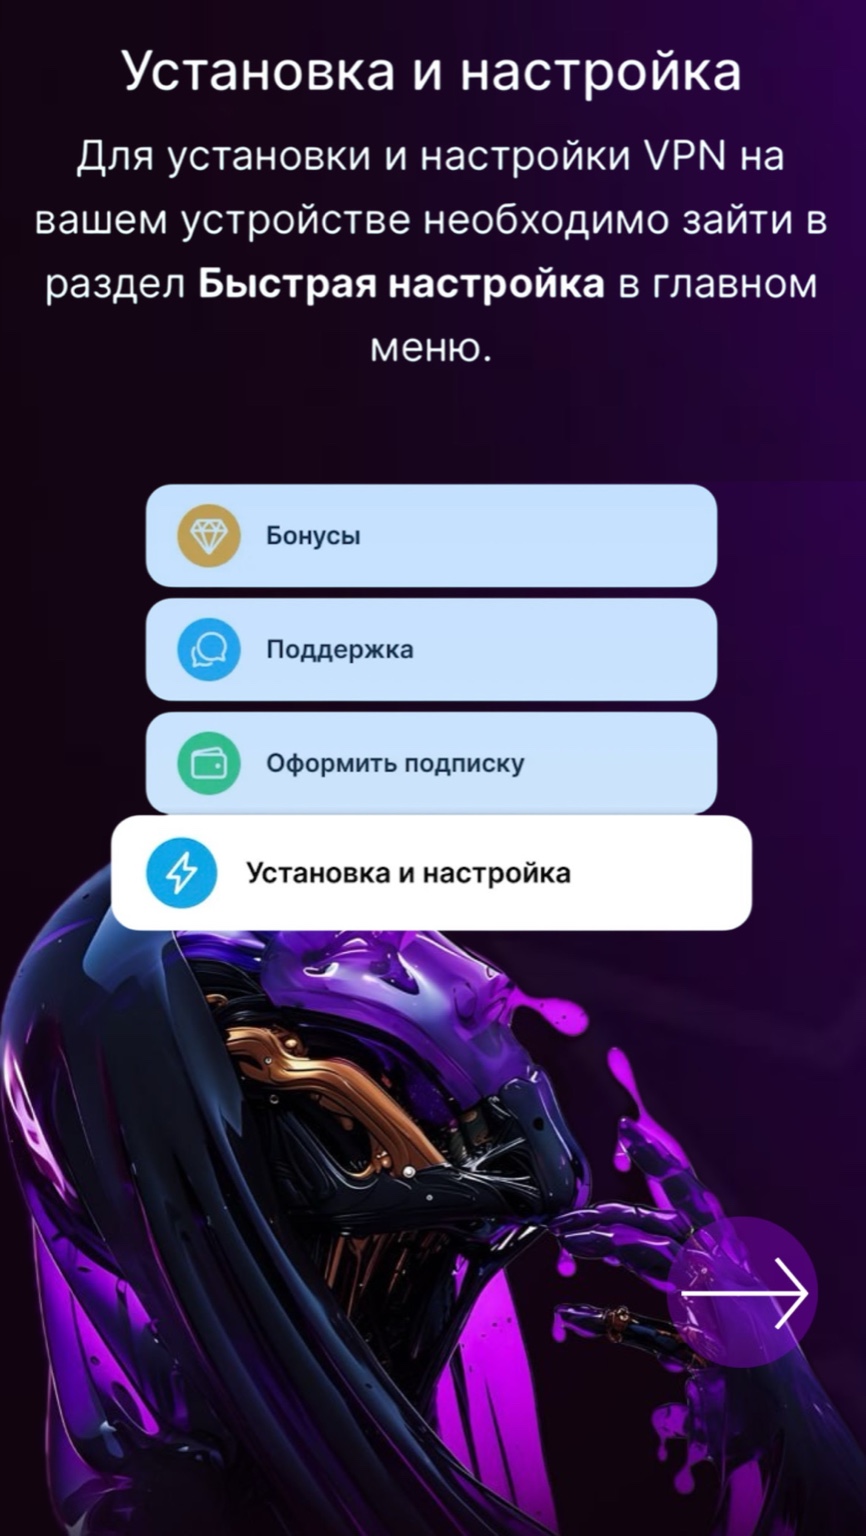 Установка и настройка
Для установки и настройки VPN на
вашем устройстве необходимо зайти в
раздел Быстрая настройка в главном
меню.
Бонусы
Поддержка
Оформить подписку
Установка и настройка